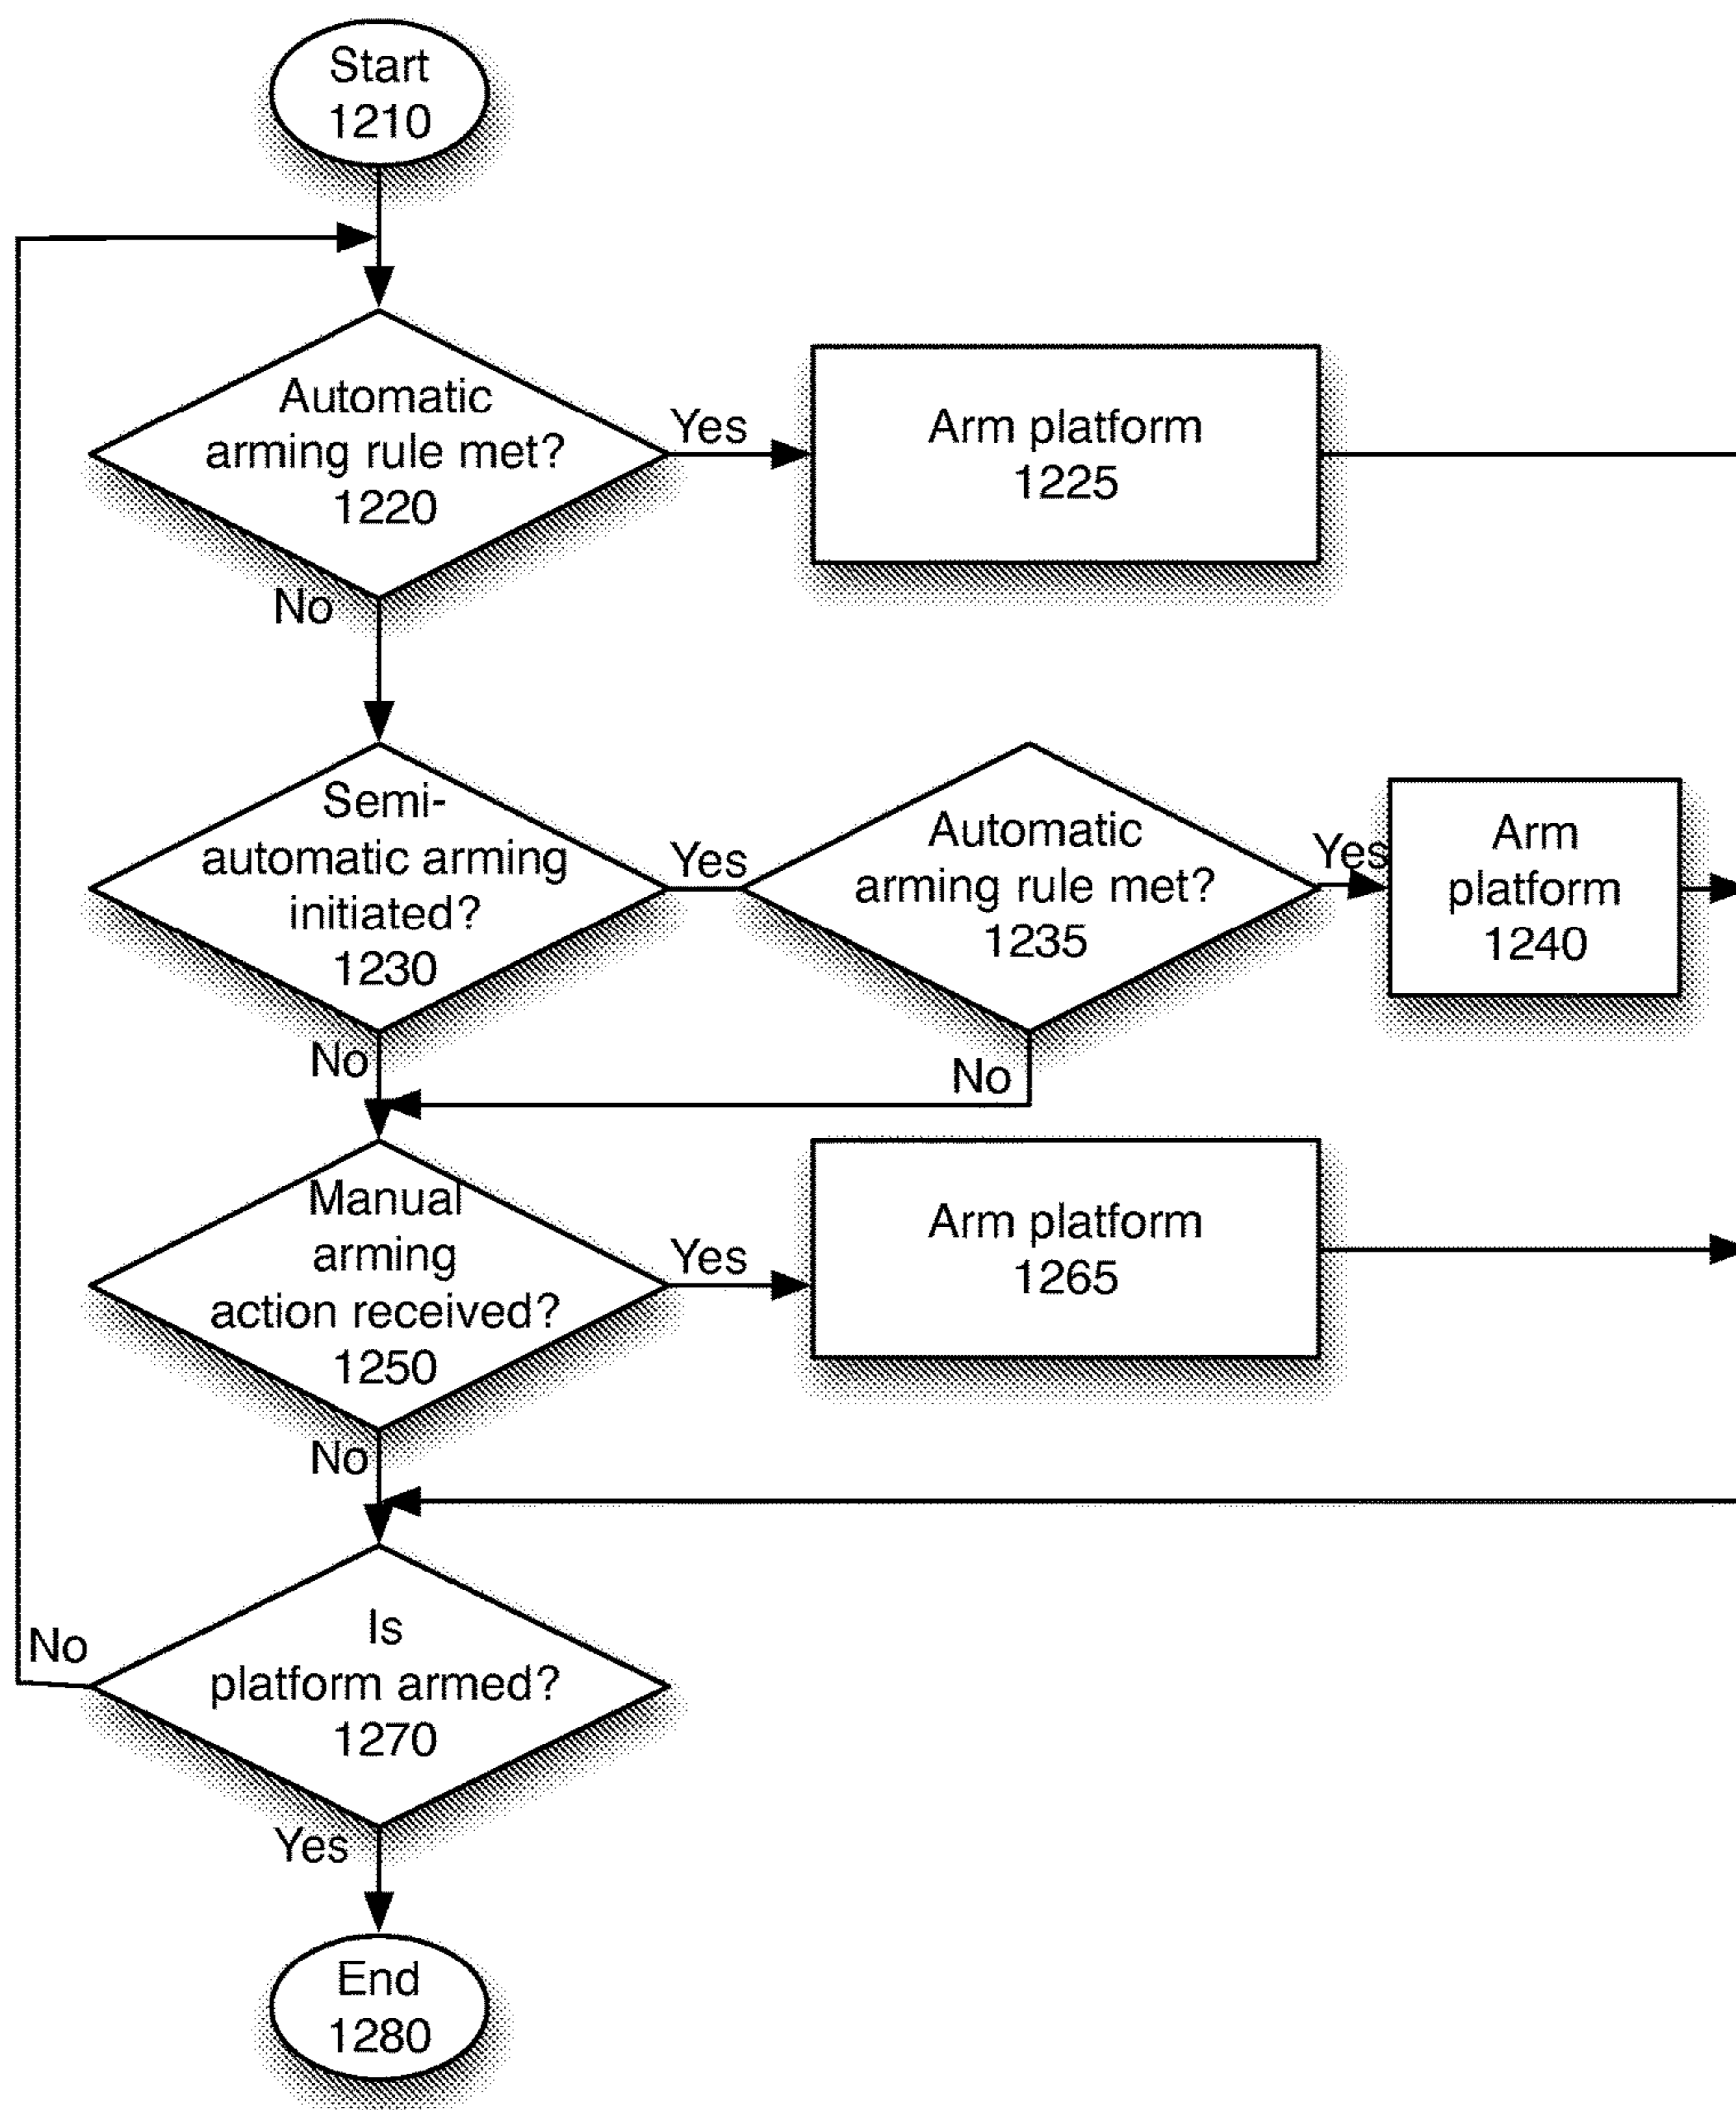 Start
1210
Automatic
arming rule met?
1220
Yes
Arm platform
1225
No
Semi-
automatic arming
initiated?
1230
Yes
Automatic
arming rule met?
1235
Yes
Arm
platform
1240
No
No
Manual
arming
action received?
1250
Yes
Arm platform
1265
No
Is
platform armed?
1270
No
Yes
End
1280